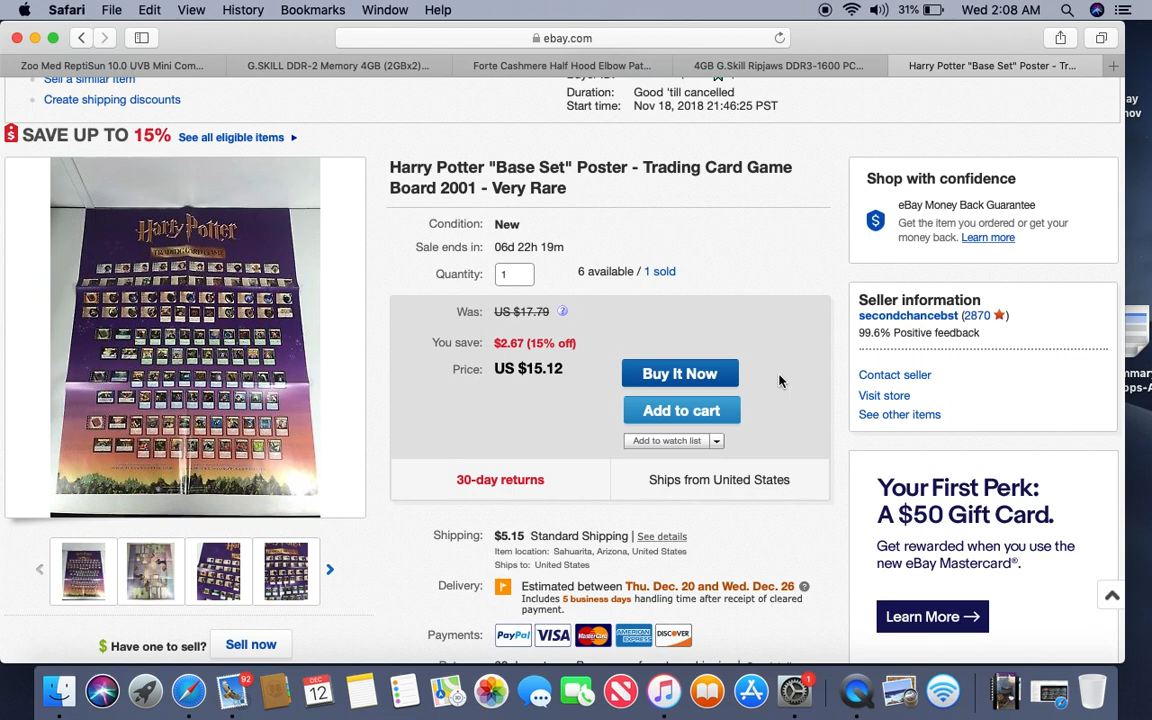 Safari File Edit View History Bookmarks Window Help 31% Wed 2:08 AM
ebay.com
Zoo Med ReptiSun 10.0 UVB Mini Com... G.SKILL DDR-2 Memory 4GB (2GBx2)... Forte Cashmere Half Hood Elbow Pat... 4GB G.Skill Ripjaws DDR3-1600 PC... Harry Potter "Base Set" Poster - Tr...
Sell a similar item
Create shipping discounts
Duration: Good 'till cancelled
Start time: Nov 18, 2018 21:46:25 PST
SAVE UP TO 15% See all eligible items
Harry Potter
TRADING CARD GAME
Harry Potter "Base Set" Poster - Trading Card Game
Board 2001 - Very Rare
Condition: New
Sale ends in: 06d 22h 19m
Quantity: 1 6 available / 1 sold
Was: US $17.79
You save: $2.67 (15% off)
Price: US $15.12
Buy It Now
Add to cart
Add to watch list
30-day returns Ships from United States
Shipping: $5.15 Standard Shipping | See details
Item location: Sahuarita, Arizona, United States
Ships to: United States
Delivery: Estimated between Thu. Dec. 20 and Wed. Dec. 26
Includes 5 business days handling time after receipt of cleared
payment.
Payments: PayPal VISA MasterCard AMERICAN EXPRESS DISCOVER
$ Have one to sell? Sell now
Shop with confidence
eBay Money Back Guarantee
Get the item you ordered or get your
money back. Learn more
Seller information
secondchancebst (2870)
99.6% Positive feedback
Contact seller
Visit store
See other items
Your First Perk:
A $50 Gift Card.
Get rewarded when you use the
new eBay Mastercard®.
Learn More
92
DEC
12
1